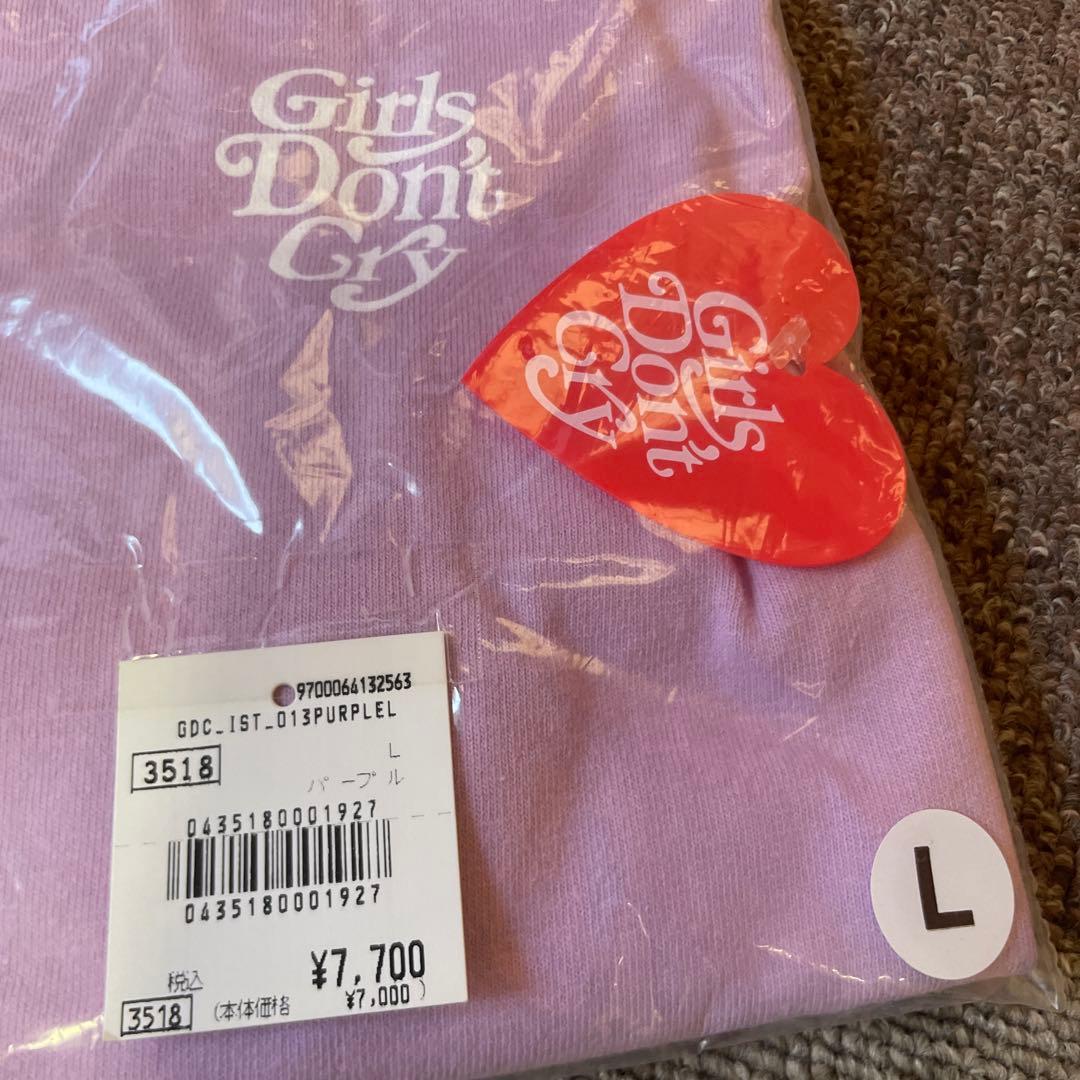 Girls
Don't
Cry
Girls
Don't
Cry
9700064132563
GDC_IST_013PURPLEL
L
3518
パープル
0435180001927
0435180001927
¥7,700
税込
3518
(本体価格 ¥7,000)
L